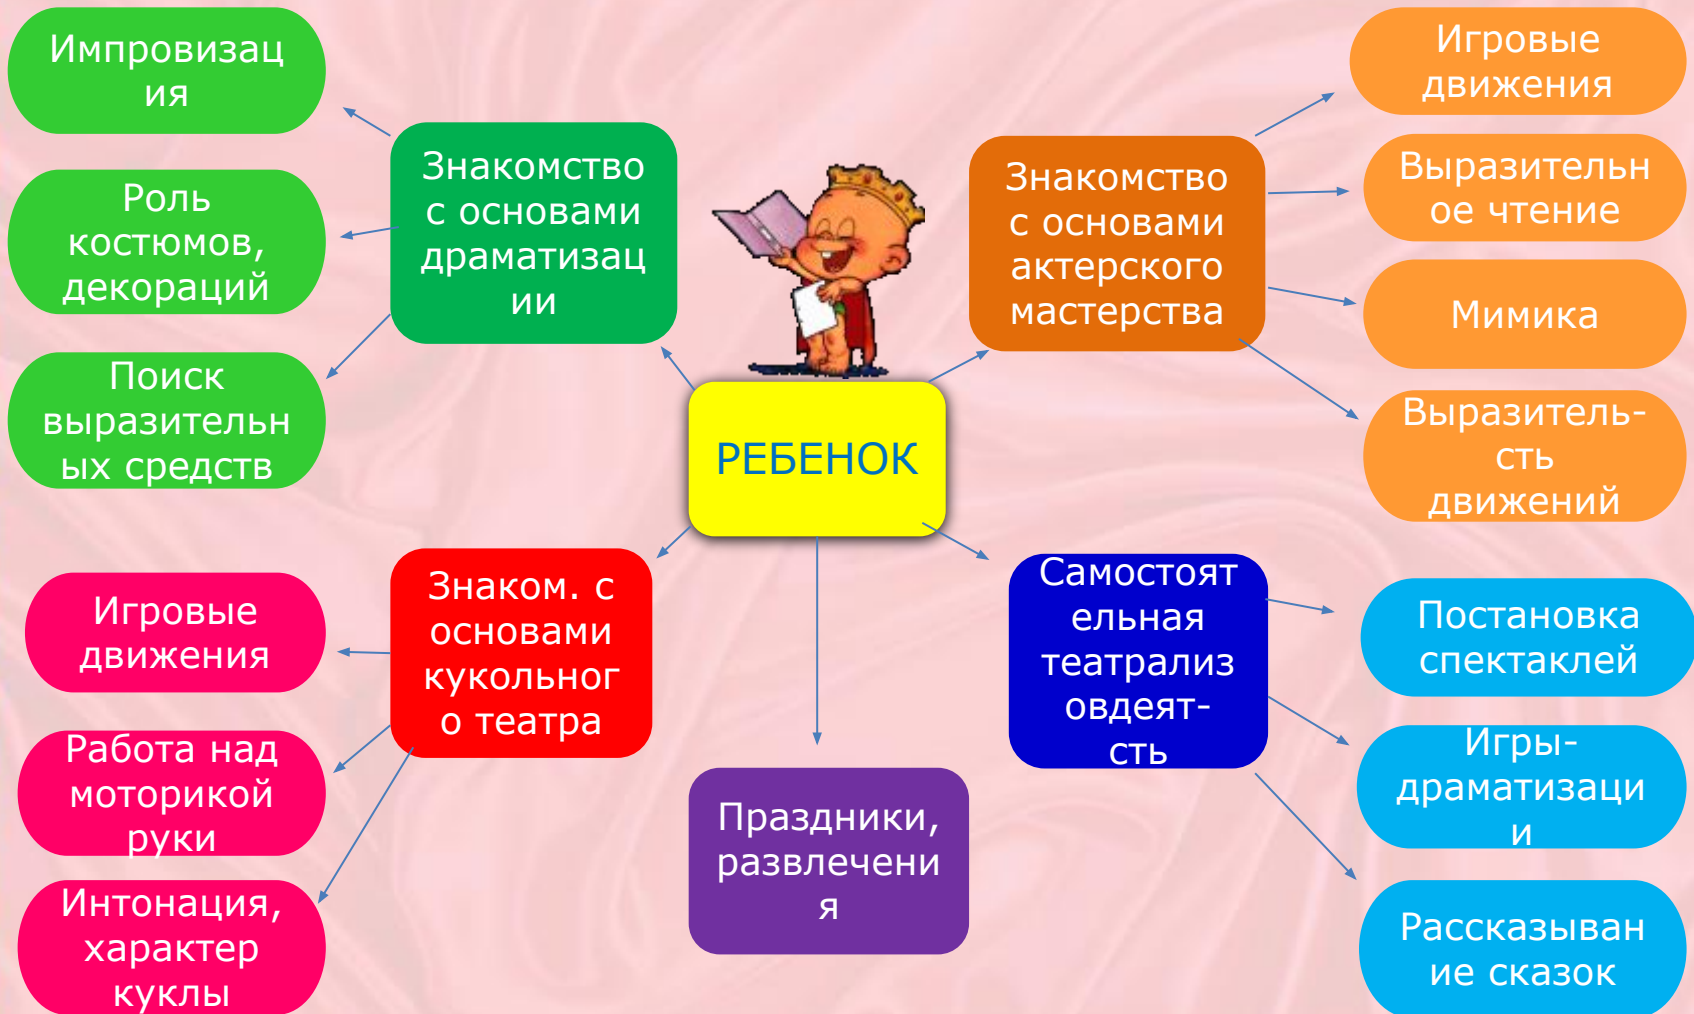 Импровизац
ия
Роль
костюмов,
декораций
Поиск
выразительн
ых средств
Знакомство
с основами
драматизац
ии
Знакомство
с основами
актерского
мастерства
Игровые
движения
Выразительн
ое чтение
Мимика
Выразитель-
сть
движений
РЕБЕНОК
Игровые
движения
Работа над
моторикой
руки
Интонация,
характер
куклы
Знаком. с
основами
кукольног
о театра
Праздники,
развлечени
я
Самостоят
ельная
театрализ
овдеят-
сть
Постановка
спектаклей
Игры-
драматизаци
и
Рассказыван
ие сказок